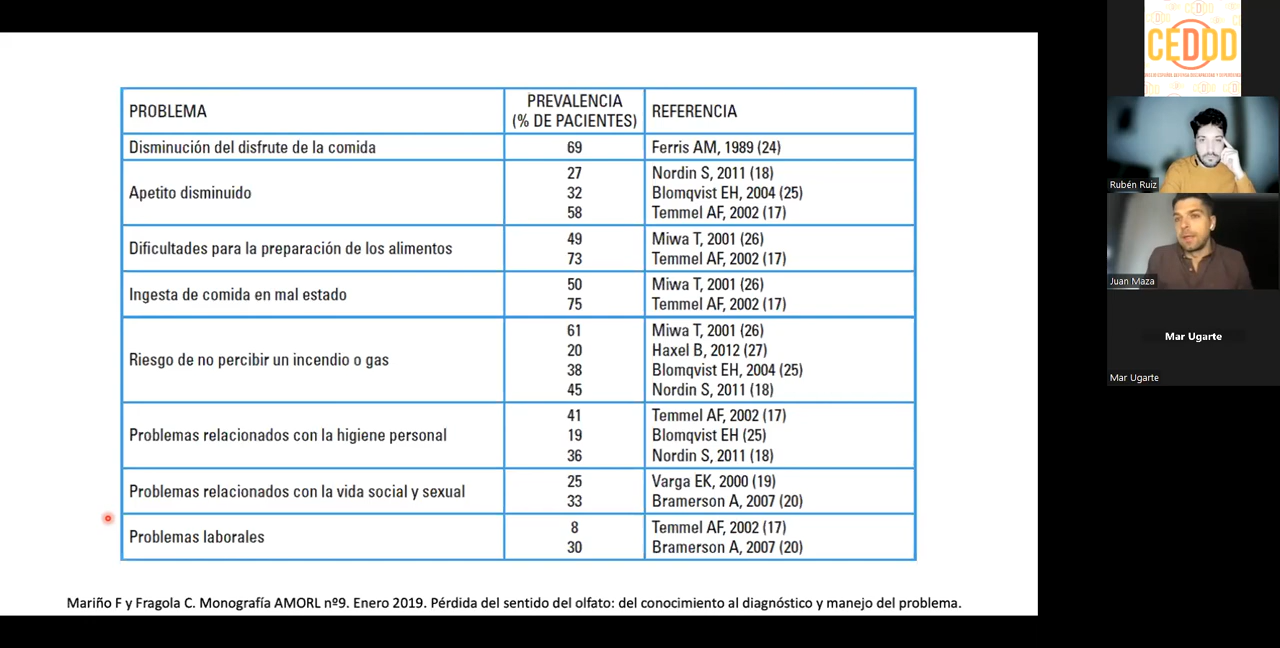 PROBLEMA
PREVALENCIA
(% DE PACIENTES)
REFERENCIA
Disminución del disfrute de la comida
69
Ferris AM, 1989 (24)
Apetito disminuido
27
Nordin S, 2011 (18)
32
Blomqvist EH, 2004 (25)
58
Temmel AF, 2002 (17)
Dificultades para la preparación de los alimentos
49
Miwa T, 2001 (26)
73
Temmel AF, 2002 (17)
Ingesta de comida en mal estado
50
Miwa T, 2001 (26)
75
Temmel AF, 2002 (17)
Riesgo de no percibir un incendio o gas
61
Miwa T, 2001 (26)
20
Haxel B, 2012 (27)
38
Blomqvist EH, 2004 (25)
45
Nordin S, 2011 (18)
Problemas relacionados con la higiene personal
41
Temmel AF, 2002 (17)
19
Blomqvist EH (25)
36
Nordin S, 2011 (18)
Problemas relacionados con la vida social y sexual
25
Varga EK, 2000 (19)
33
Bramerson A, 2007 (20)
Problemas laborales
8
Temmel AF, 2002 (17)
30
Bramerson A, 2007 (20)
Mariño F y Fragola C. Monografía AMORL nº9. Enero 2019. Pérdida del sentido del olfato: del conocimiento al diagnóstico y manejo del problema.
CEDDD
Rubén Ruiz
Juan Maza
Mar Ugarte
Mar Ugarte